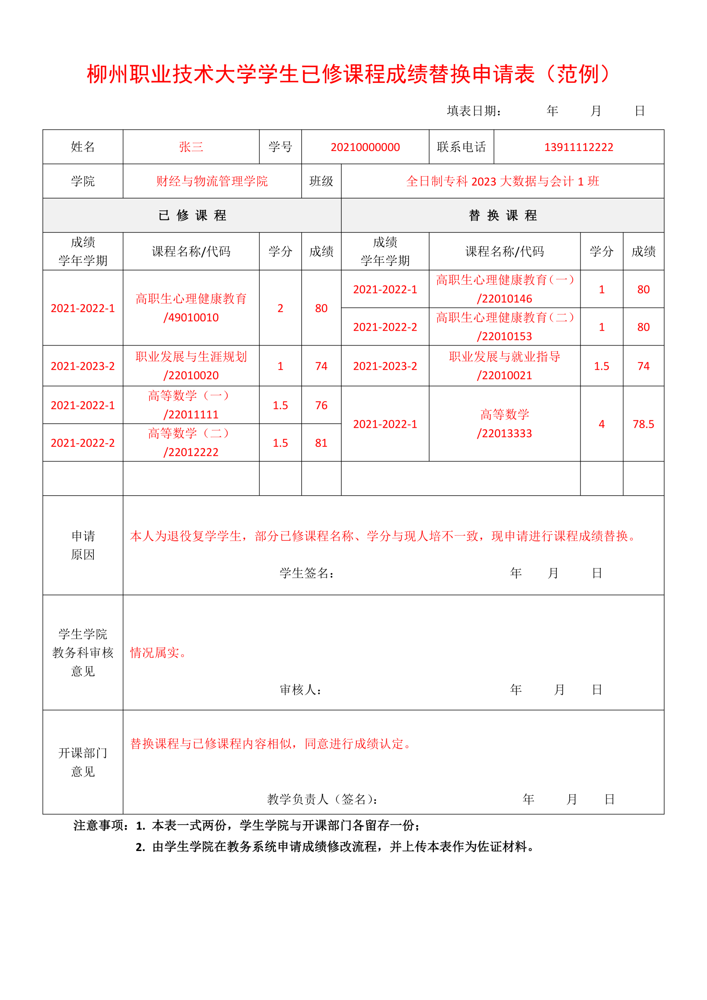 柳州职业技术大学学生已修课程成绩替换申请表（范例）
填表日期： 年 月 日
姓名 张三 学号 20210000000 联系电话 13911112222
学院 财经与物流管理学院 班级 全日制专科 2023 大数据与会计 1 班
已 修 课 程 替 换 课 程
成绩
学年学期 课程名称/代码 学分 成绩 成绩
学年学期 课程名称/代码 学分 成绩
2021-2022-1 高职生心理健康教育
/49010010 2 80 2021-2022-1 高职生心理健康教育（一）
/22010146 1 80
2021-2022-2 高职生心理健康教育（二）
/22010153 1 80
2021-2023-2 职业发展与生涯规划
/22010020 1 74 2021-2023-2 职业发展与就业指导
/22010021 1.5 74
2021-2022-1 高等数学（一）
/22011111 1.5 76 2021-2022-1 高等数学
/22013333 4 78.5
2021-2022-2 高等数学（二）
/22012222 1.5 81
申请
原因
本人为退役复学学生，部分已修课程名称、学分与现人培不一致，现申请进行课程成绩替换。
学生签名： 年 月 日
学生学院
教务科审核
意见
情况属实。
审核人： 年 月 日
开课部门
意见
替换课程与已修课程内容相似，同意进行成绩认定。
教学负责人（签名）： 年 月 日
注意事项：1. 本表一式两份，学生学院与开课部门各留存一份；
2. 由学生学院在教务系统申请成绩修改流程，并上传本表作为佐证材料。